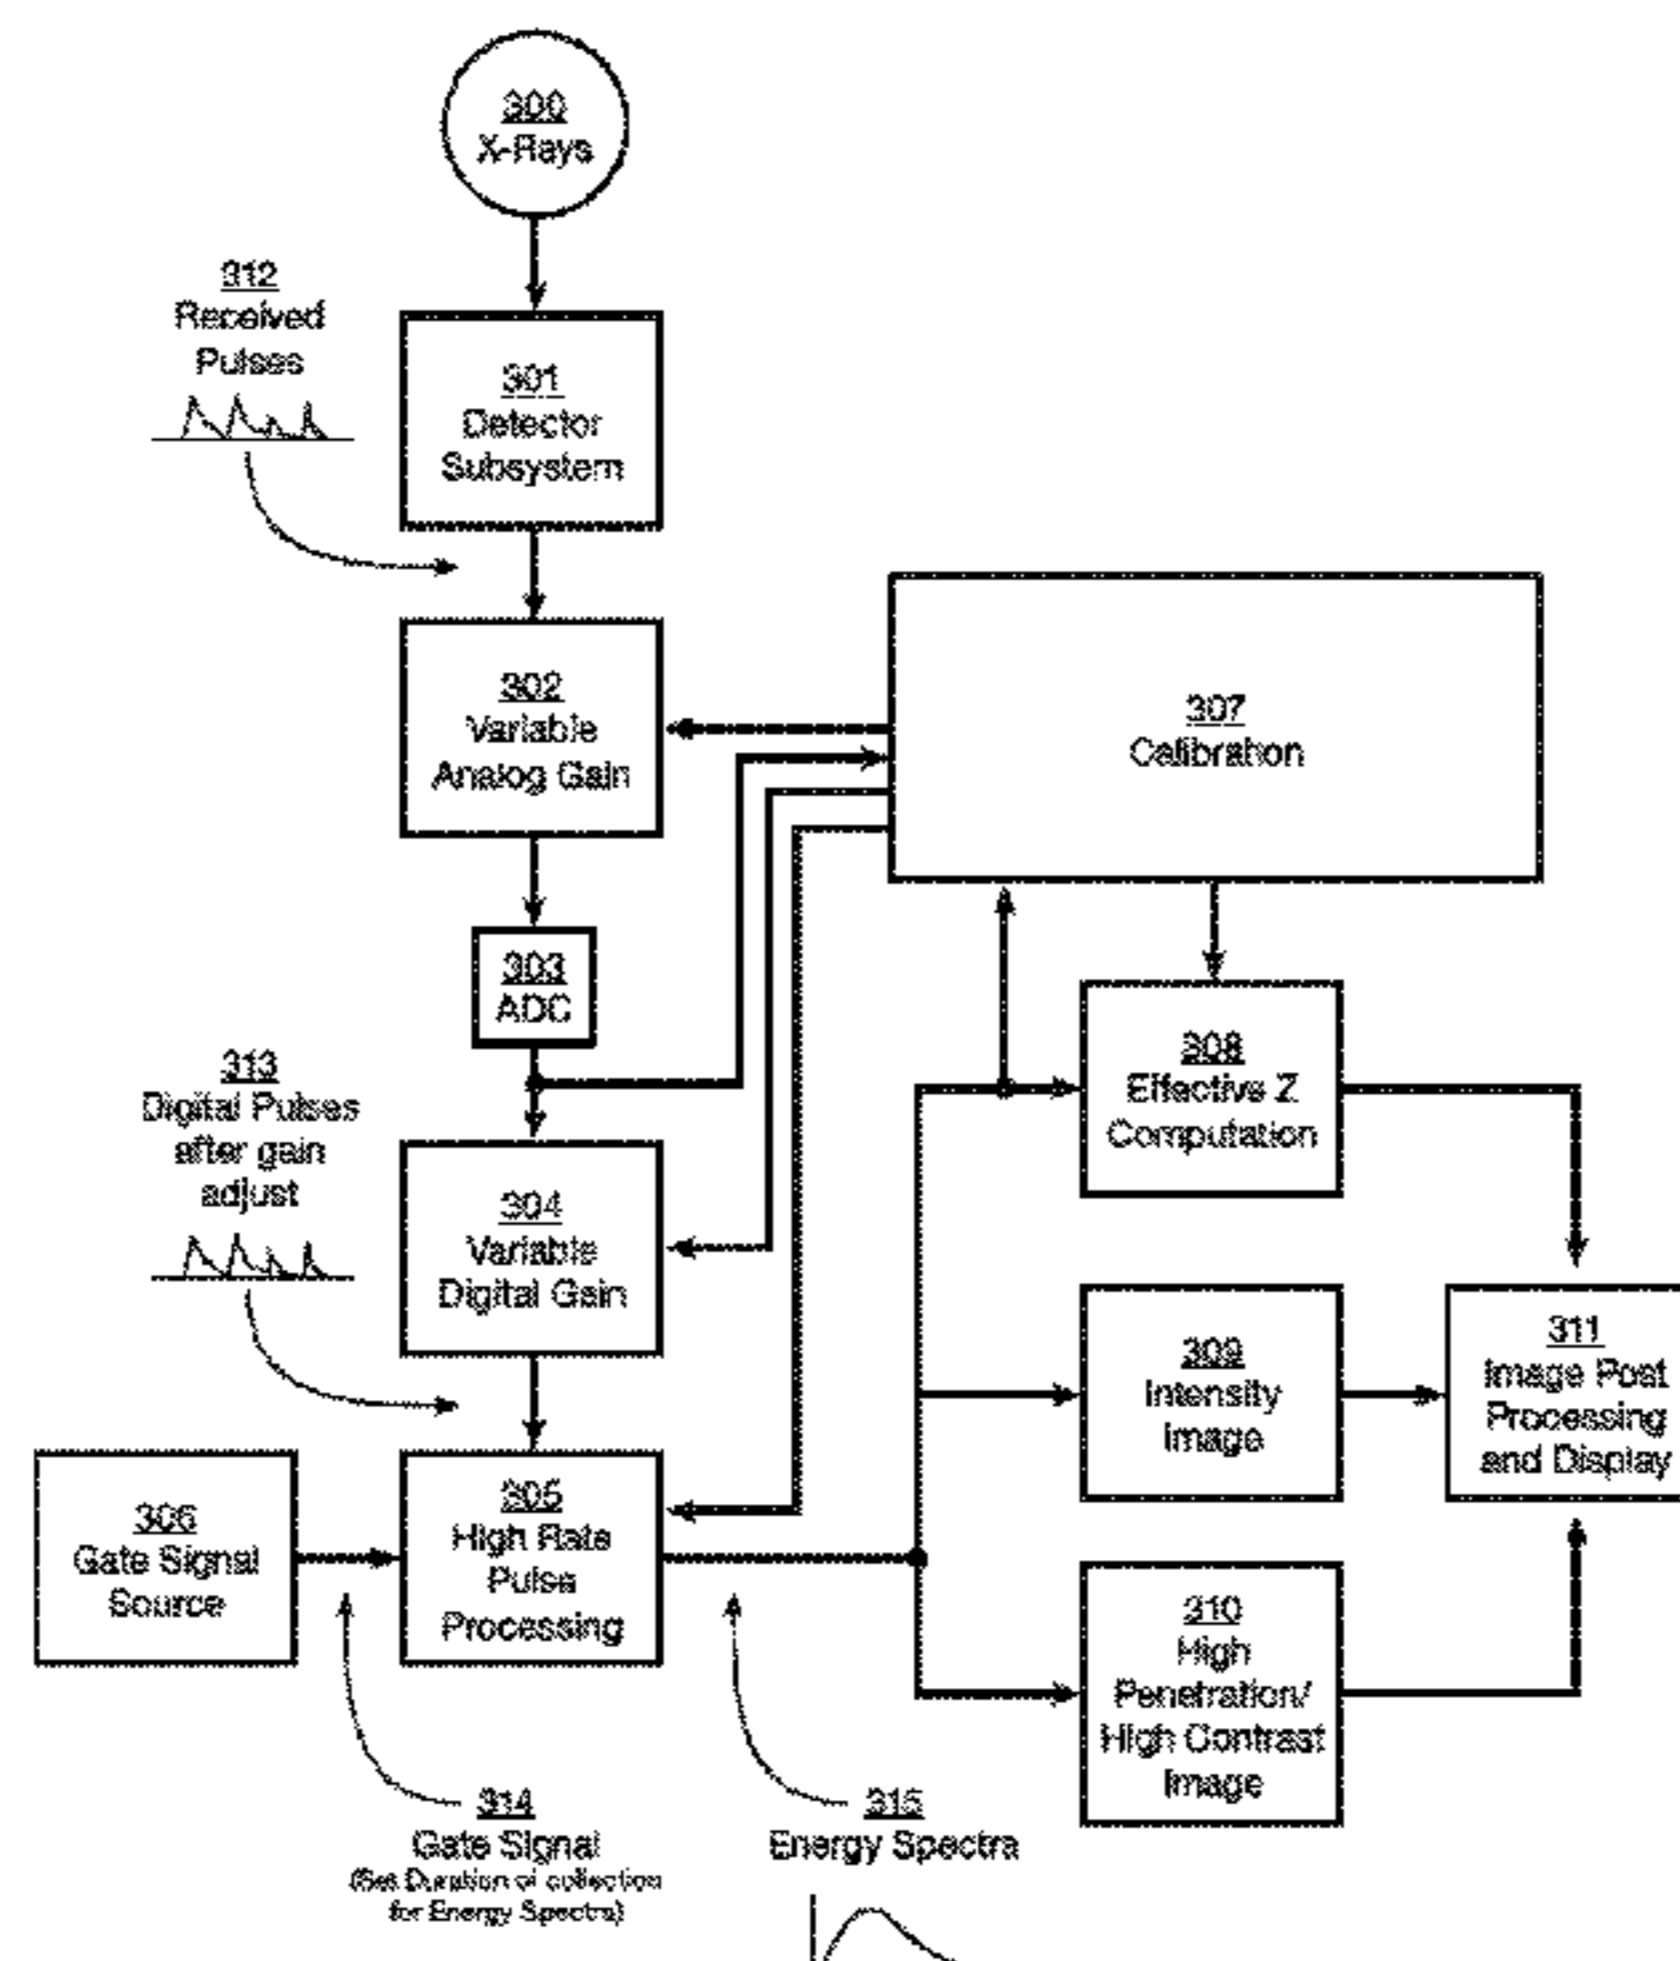 300
X-Rays
312
Received
Pulses
301
Detector
Subsystem
302
Variable
Analog Gain
307
Calibration
303
ADC
313
Digital Pulses
after gain
adjust
308
Effective Z
Computation
304
Variable
Digital Gain
309
Intensity
Image
311
Image Post
Processing
and Display
306
Gate Signal
Source
305
High Rate
Pulse
Processing
310
High
Penetration/
High Contrast
Image
314
Gate Signal
(Set Duration of collection
for Energy Spectra)
315
Energy Spectra